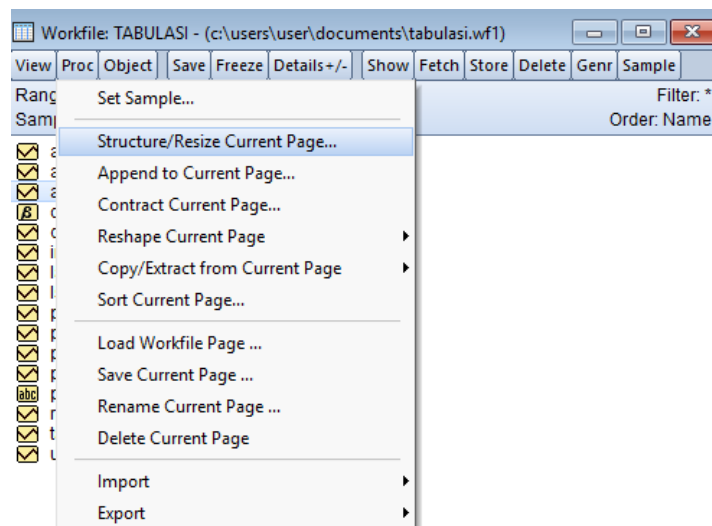 Workfile: TABULASI - (c:\users\user\documents\tabulasi.wf1)
View Proc Object Save Freeze Details+/- Show Fetch Store Delete Genr Sample
Filter: *
Order: Name
Set Sample...
Structure/Resize Current Page...
Append to Current Page...
Contract Current Page...
Reshape Current Page
Copy/Extract from Current Page
Sort Current Page...
Load Workfile Page ...
Save Current Page ...
Rename Current Page ...
Delete Current Page
Import
Export